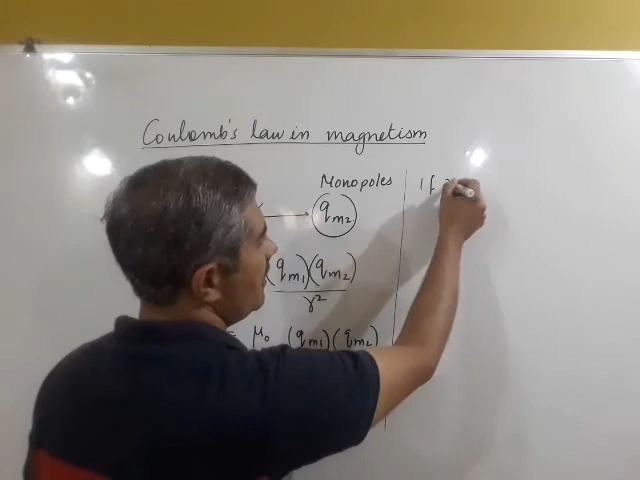 Coulomb's law in magnetism
Monopoles
If
qm2
(qm1)(qm2)
r²
= μ0 (qm1)(qm2)